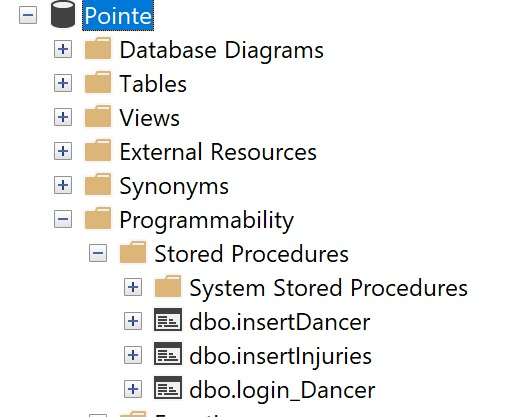 Pointe
Database Diagrams
Tables
Views
External Resources
Synonyms
Programmability
Stored Procedures
System Stored Procedures
dbo.insertDancer
dbo.insertInjuries
dbo.login_Dancer